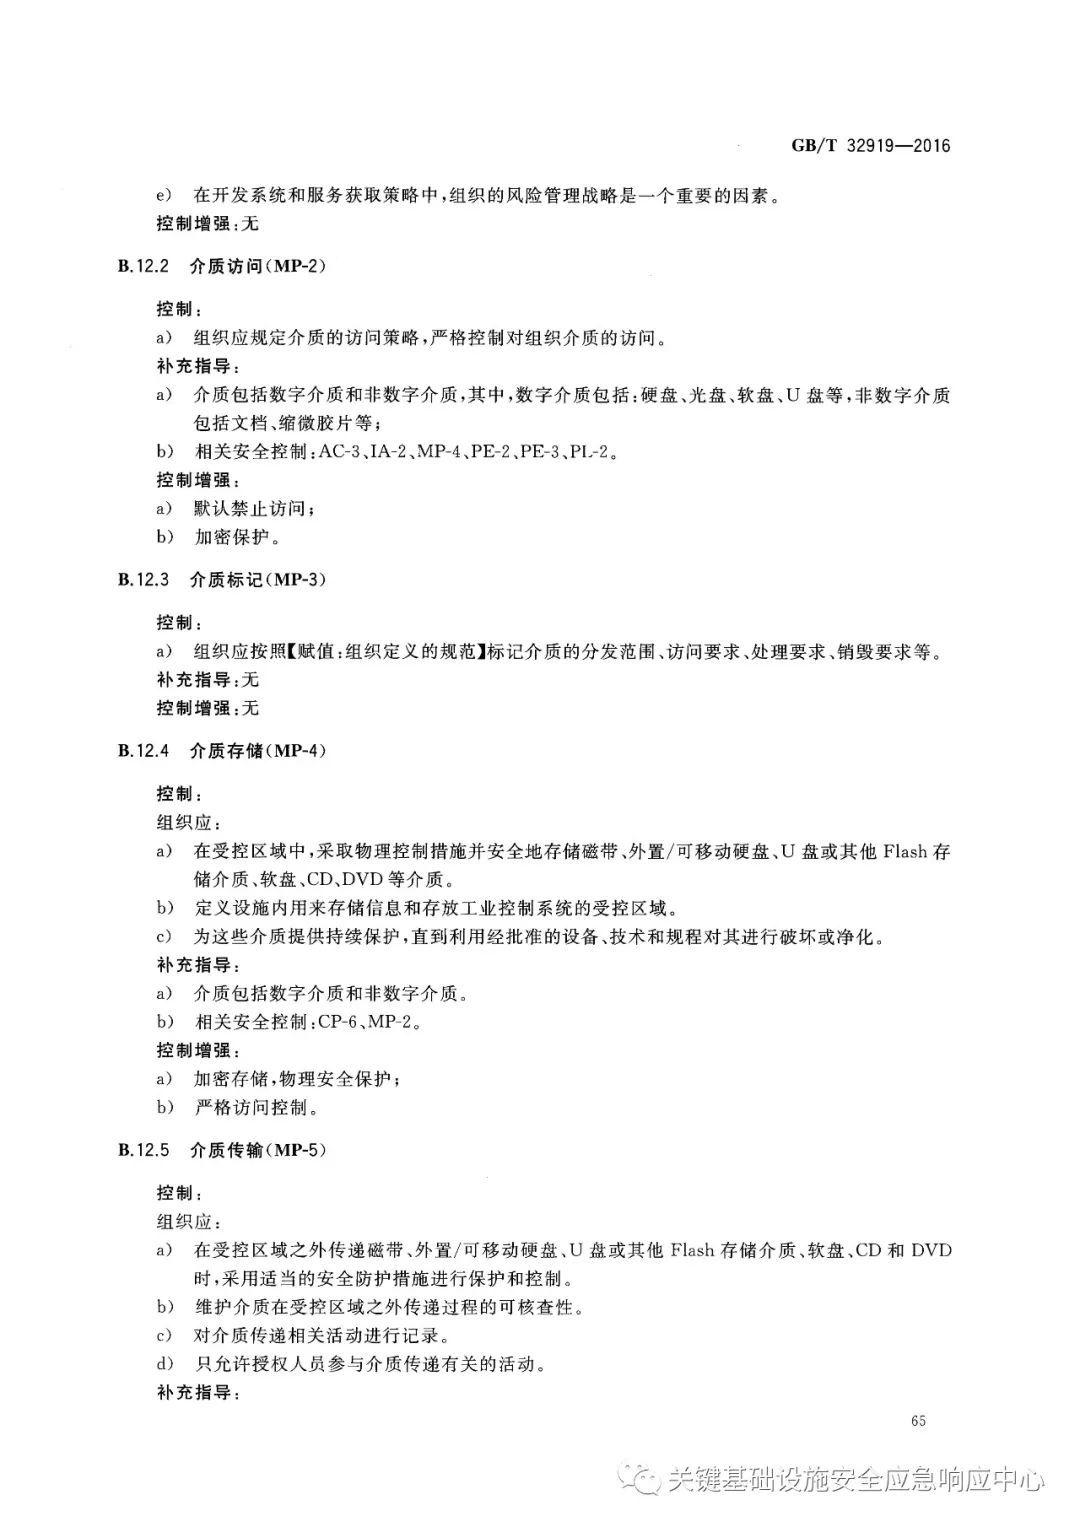 GB/T 32919—2016
e) 在开发系统和服务获取策略中,组织的风险管理战略是一个重要的因素。
控制增强:无
B.12.2 介质访问(MP-2)
控制:
a) 组织应规定介质的访问策略,严格控制对组织介质的访问。
补充指导:
a) 介质包括数字介质和非数字介质,其中,数字介质包括:硬盘、光盘、软盘、U 盘等,非数字介质
包括文档、缩微胶片等;
b) 相关安全控制:AC-3、IA-2、MP-4、PE-2、PE-3、PL-2。
控制增强:
a) 默认禁止访问;
b) 加密保护。
B.12.3 介质标记(MP-3)
控制:
a) 组织应按照【赋值:组织定义的规范】标记介质的分发范围、访问要求、处理要求、销毁要求等。
补充指导:无
控制增强:无
B.12.4 介质存储(MP-4)
控制:
组织应:
a) 在受控区域中,采取物理控制措施并安全地存储磁带、外置/可移动硬盘、U 盘或其他 Flash 存
储介质、软盘、CD、DVD 等介质。
b) 定义设施内用来存储信息和存放工业控制系统的受控区域。
c) 为这些介质提供持续保护,直到利用经批准的设备、技术和规程对其进行破坏或净化。
补充指导:
a) 介质包括数字介质和非数字介质。
b) 相关安全控制:CP-6、MP-2。
控制增强:
a) 加密存储,物理安全保护;
b) 严格访问控制。
B.12.5 介质传输(MP-5)
控制:
组织应:
a) 在受控区域之外传递磁带、外置/可移动硬盘、U 盘或其他 Flash 存储介质、软盘、CD 和 DVD
时,采用适当的安全防护措施进行保护和控制。
b) 维护介质在受控区域之外传递过程的可核查性。
c) 对介质传递相关活动进行记录。
d) 只允许授权人员参与介质传递有关的活动。
补充指导:
65
关键基础设施安全应急响应中心